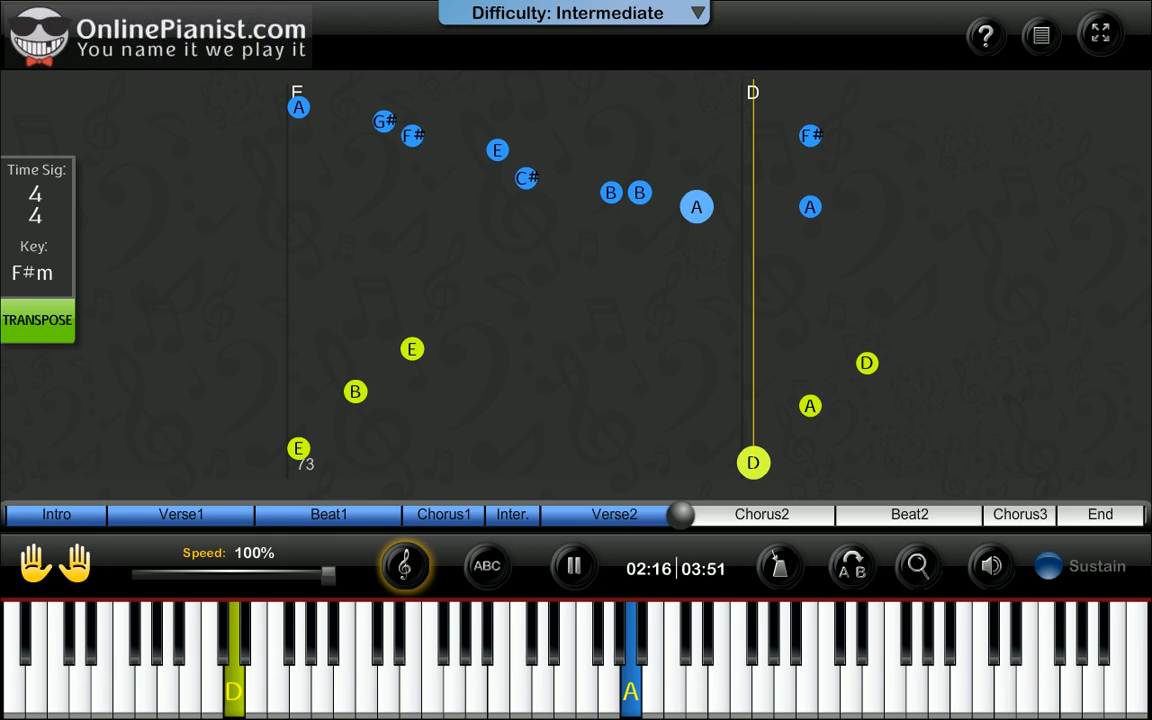 Difficulty: Intermediate
OnlinePianist.com
You name it we play it
?
E D
A
G#
F# F#
E
C#
B B
A A
Time Sig:
4
4
Key:
F#m
TRANSPOSE
E
D
B
A
E
D
73
Intro Verse1 Beat1 Chorus1 Inter. Verse2 Chorus2 Beat2 Chorus3 End
Speed: 100%
ABC
02:16 03:51
A B
Sustain
D A